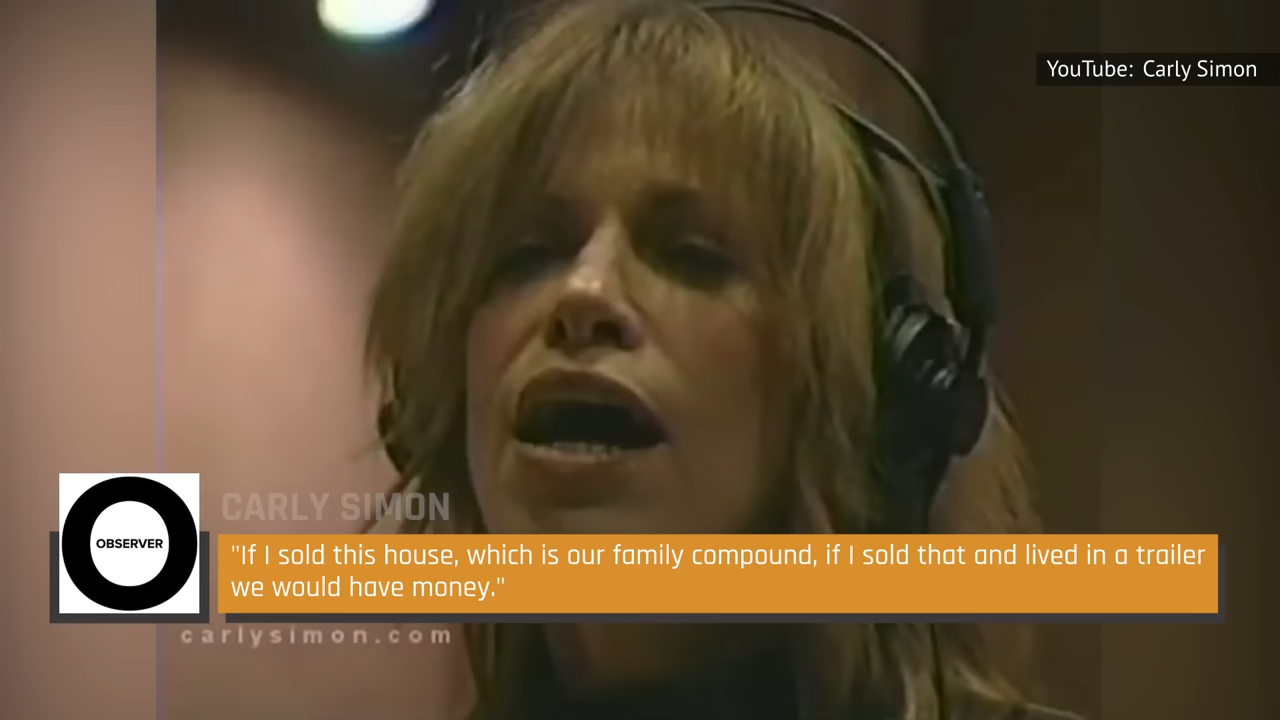 YouTube: Carly Simon
CARLY SIMON
OBSERVER
"If I sold this house, which is our family compound, if I sold that and lived in a trailer
we would have money."
carlysimon.com